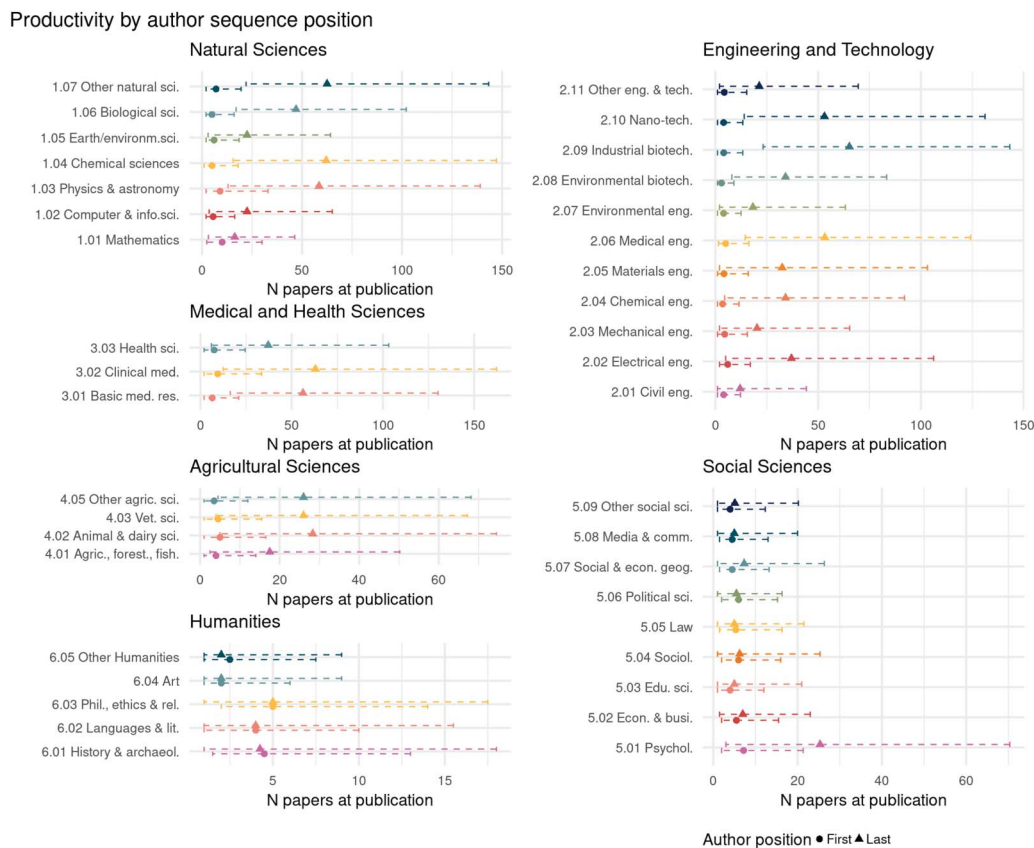 Productivity by author sequence position
Natural Sciences
1.07 Other natural sci.
1.06 Biological sci.
1.05 Earth/environm.sci.
1.04 Chemical sciences
1.03 Physics & astronomy
1.02 Computer & info.sci.
1.01 Mathematics
0 50 100 150
N papers at publication
Medical and Health Sciences
3.03 Health sci.
3.02 Clinical med.
3.01 Basic med. res.
0 50 100 150
N papers at publication
Agricultural Sciences
4.05 Other agric. sci.
4.03 Vet. sci.
4.02 Animal & dairy sci.
4.01 Agric., forest., fish.
0 20 40 60
N papers at publication
Humanities
6.05 Other Humanities
6.04 Art
6.03 Phil., ethics & rel.
6.02 Languages & lit.
6.01 History & archaeol.
5 10 15
N papers at publication
Engineering and Technology
2.11 Other eng. & tech.
2.10 Nano-tech.
2.09 Industrial biotech.
2.08 Environmental biotech.
2.07 Environmental eng.
2.06 Medical eng.
2.05 Materials eng.
2.04 Chemical eng.
2.03 Mechanical eng.
2.02 Electrical eng.
2.01 Civil eng.
0 50 100 150
N papers at publication
Social Sciences
5.09 Other social sci.
5.08 Media & comm.
5.07 Social & econ. geog.
5.06 Political sci.
5.05 Law
5.04 Sociol.
5.03 Edu. sci.
5.02 Econ. & busi.
5.01 Psychol.
0 20 40 60
N papers at publication
Author position First Last